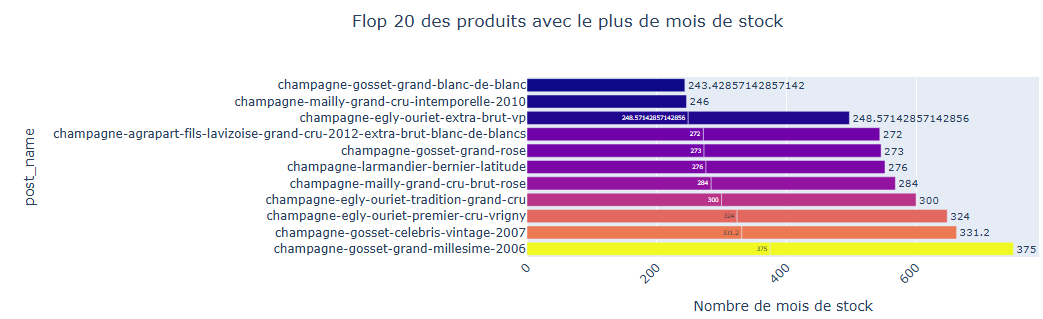 Flop 20 des produits avec le plus de mois de stock
post_name
champagne-gosset-grand-blanc-de-blanc 243.42857142857142
champagne-mailly-grand-cru-intemporelle-2010 246
champagne-egly-ouriet-extra-brut-vp 248.57142857142856 248.57142857142856
champagne-agrapart-fils-lavizoise-grand-cru-2012-extra-brut-blanc-de-blancs 272 272
champagne-gosset-grand-rose 273 273
champagne-larmandier-bernier-latitude 276 276
champagne-mailly-grand-cru-brut-rose 284 284
champagne-egly-ouriet-tradition-grand-cru 300 300
champagne-egly-ouriet-premier-cru-vrigny 324 324
champagne-gosset-celebris-vintage-2007 331.2 331.2
champagne-gosset-grand-millesime-2006 375 375
0 200 400 600
Nombre de mois de stock